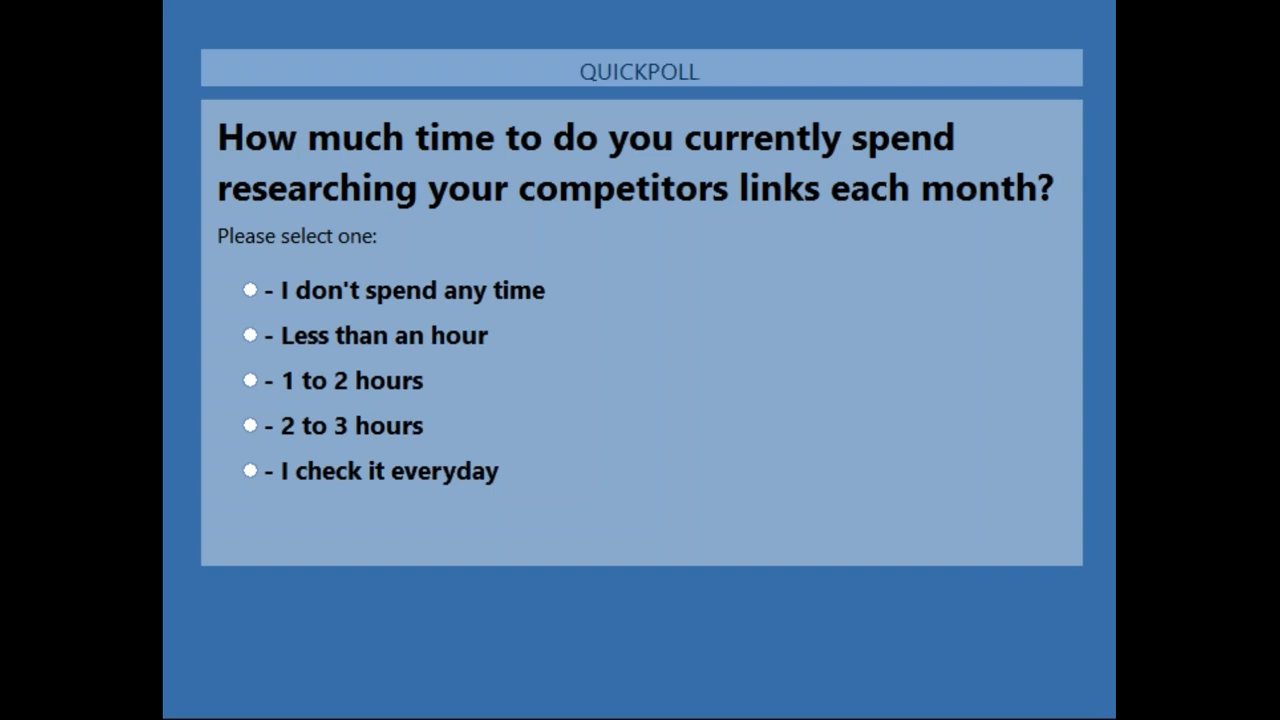 QUICKPOLL
How much time to do you currently spend
researching your competitors links each month?
Please select one:
- I don't spend any time
- Less than an hour
- 1 to 2 hours
- 2 to 3 hours
- I check it everyday